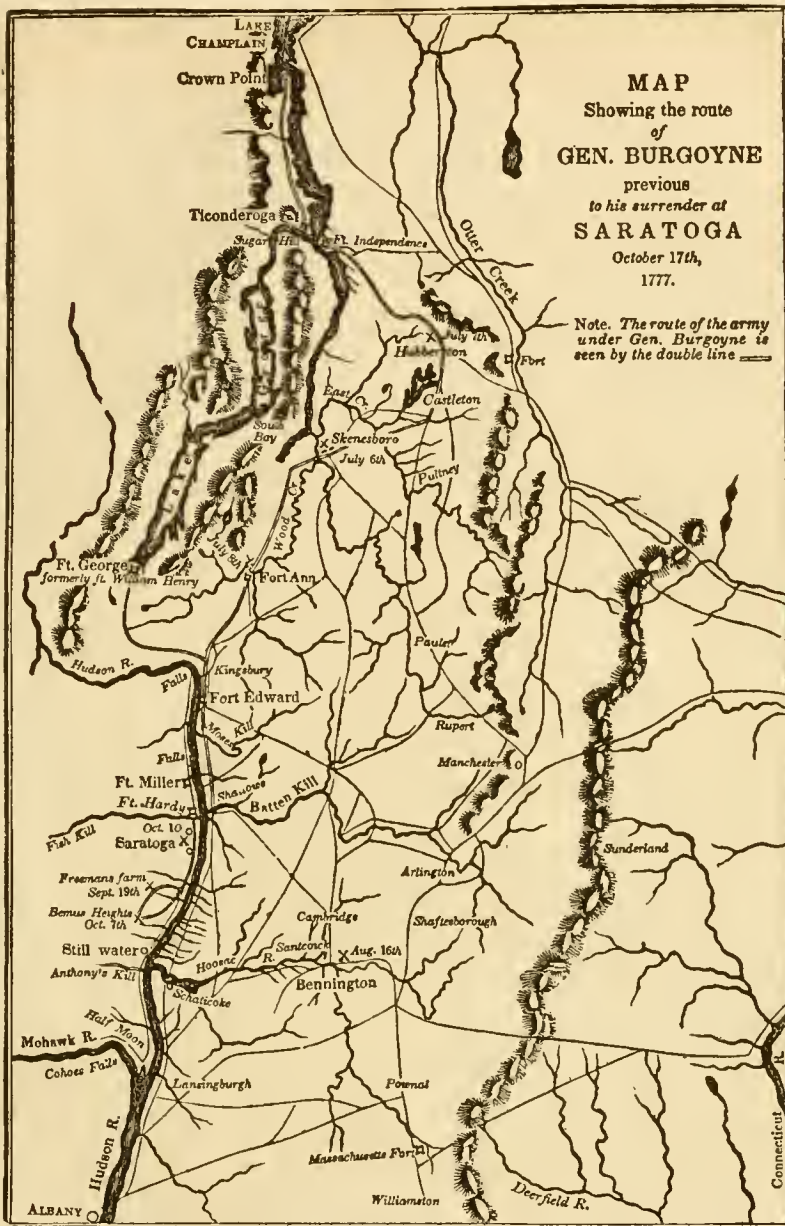 LAKE
CHAMPLAIN
Crown Point
MAP
Showing the route
of
GEN. BURGOYNE
previous
to his surrender at
SARATOGA
October 17th,
1777.
Note. The route of the army
under Gen. Burgoyne is
seen by the double line
Ticonderoga
Sugar Hill
Ft. Independence
Otter Creek
July 7th
Hubberton
Fort
Castleton
East Cr.
South
Bay
Skenesboro
July 6th
Pultney
Lake
Wood Cr.
July 8th
Ft. George
formerly ft. William Henry
Fort Ann
Hudson R.
Falls
Kingsbury
Fort Edward
Paulet
Moses Kill
Rupert
Falls
Manchester
Ft. Miller
Ft. Hardy
Batten Kill
Oct. 10
Fish Kill
Saratoga
Sunderland
Arlington
Freemans farm
Sept. 19th
Bemus Heights
Oct. 7th
Cambridge
Shaftesborough
Still water
Hoosac
R.
Santcoick
Aug. 16th
Anthony's Kill
Schaticoke
Bennington
Half Moon
Mohawk R.
Cohoes Falls
Lansingburgh
Pownal
Connecticut R.
Hudson R.
Massachusetts Fort
Williamston
Deerfield R.
ALBANY